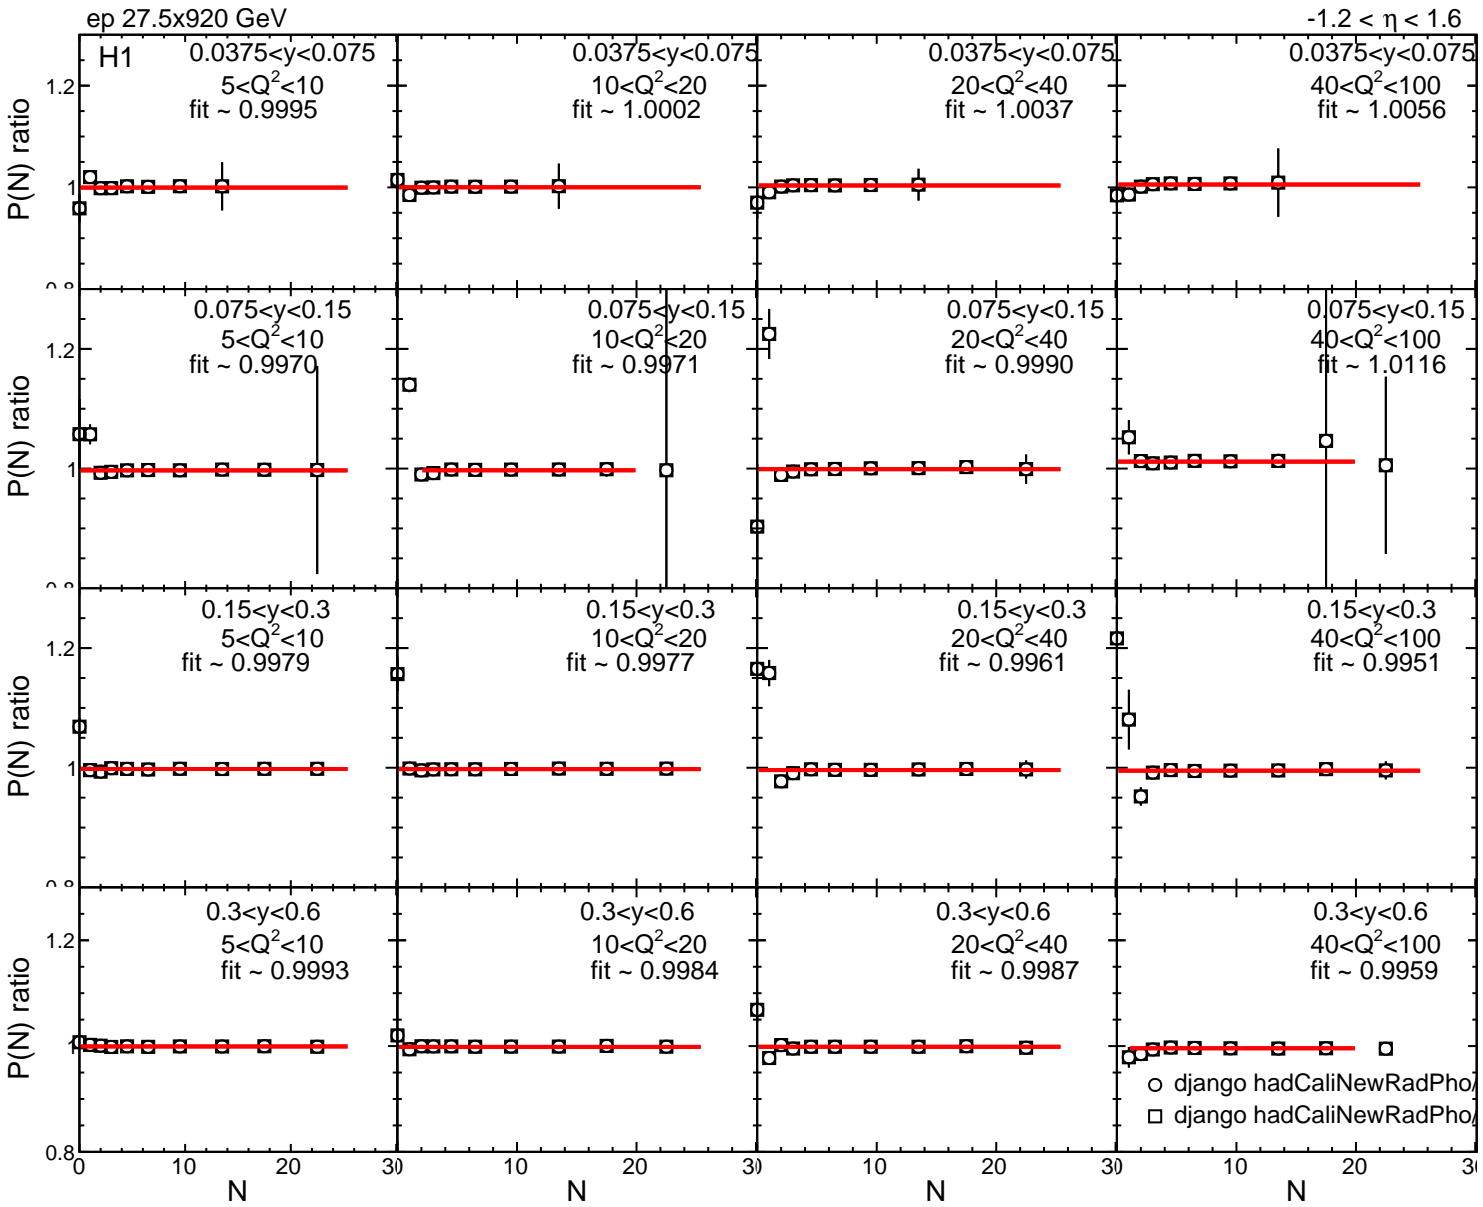 ep 27.5x920 GeV
-1.2 < η < 1.6
H1
0.0375<y<0.075
5<Q²<10
fit ~ 0.9995
0.0375<y<0.075
10<Q²<20
fit ~ 1.0002
0.0375<y<0.075
20<Q²<40
fit ~ 1.0037
0.0375<y<0.075
40<Q²<100
fit ~ 1.0056
P(N) ratio
1.2
1
0.075<y<0.15
5<Q²<10
fit ~ 0.9970
0.075<y<0.15
10<Q²<20
fit ~ 0.9971
0.075<y<0.15
20<Q²<40
fit ~ 0.9990
0.075<y<0.15
40<Q²<100
fit ~ 1.0116
P(N) ratio
1.2
1
0.15<y<0.3
5<Q²<10
fit ~ 0.9979
0.15<y<0.3
10<Q²<20
fit ~ 0.9977
0.15<y<0.3
20<Q²<40
fit ~ 0.9961
0.15<y<0.3
40<Q²<100
fit ~ 0.9951
P(N) ratio
1.2
1
0.3<y<0.6
5<Q²<10
fit ~ 0.9993
0.3<y<0.6
10<Q²<20
fit ~ 0.9984
0.3<y<0.6
20<Q²<40
fit ~ 0.9987
0.3<y<0.6
40<Q²<100
fit ~ 0.9959
P(N) ratio
1.2
1
0.8
django hadCaliNewRadPho/
django hadCaliNewRadPho/
0 10 20 30
10 20
10 20
10 20
N N N N